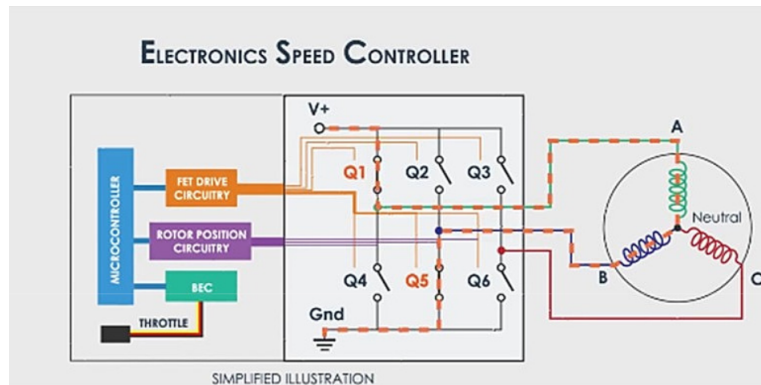 ELECTRONICS SPEED CONTROLLER
V+
A
Q1 Q2 Q3
MICROCONTROLLER
FET DRIVE
CIRCUITRY
Neutral
ROTOR POSITION
CIRCUITRY
B
C
Q4 Q5 Q6
BEC
Gnd
THROTTLE
SIMPLIFIED ILLUSTRATION